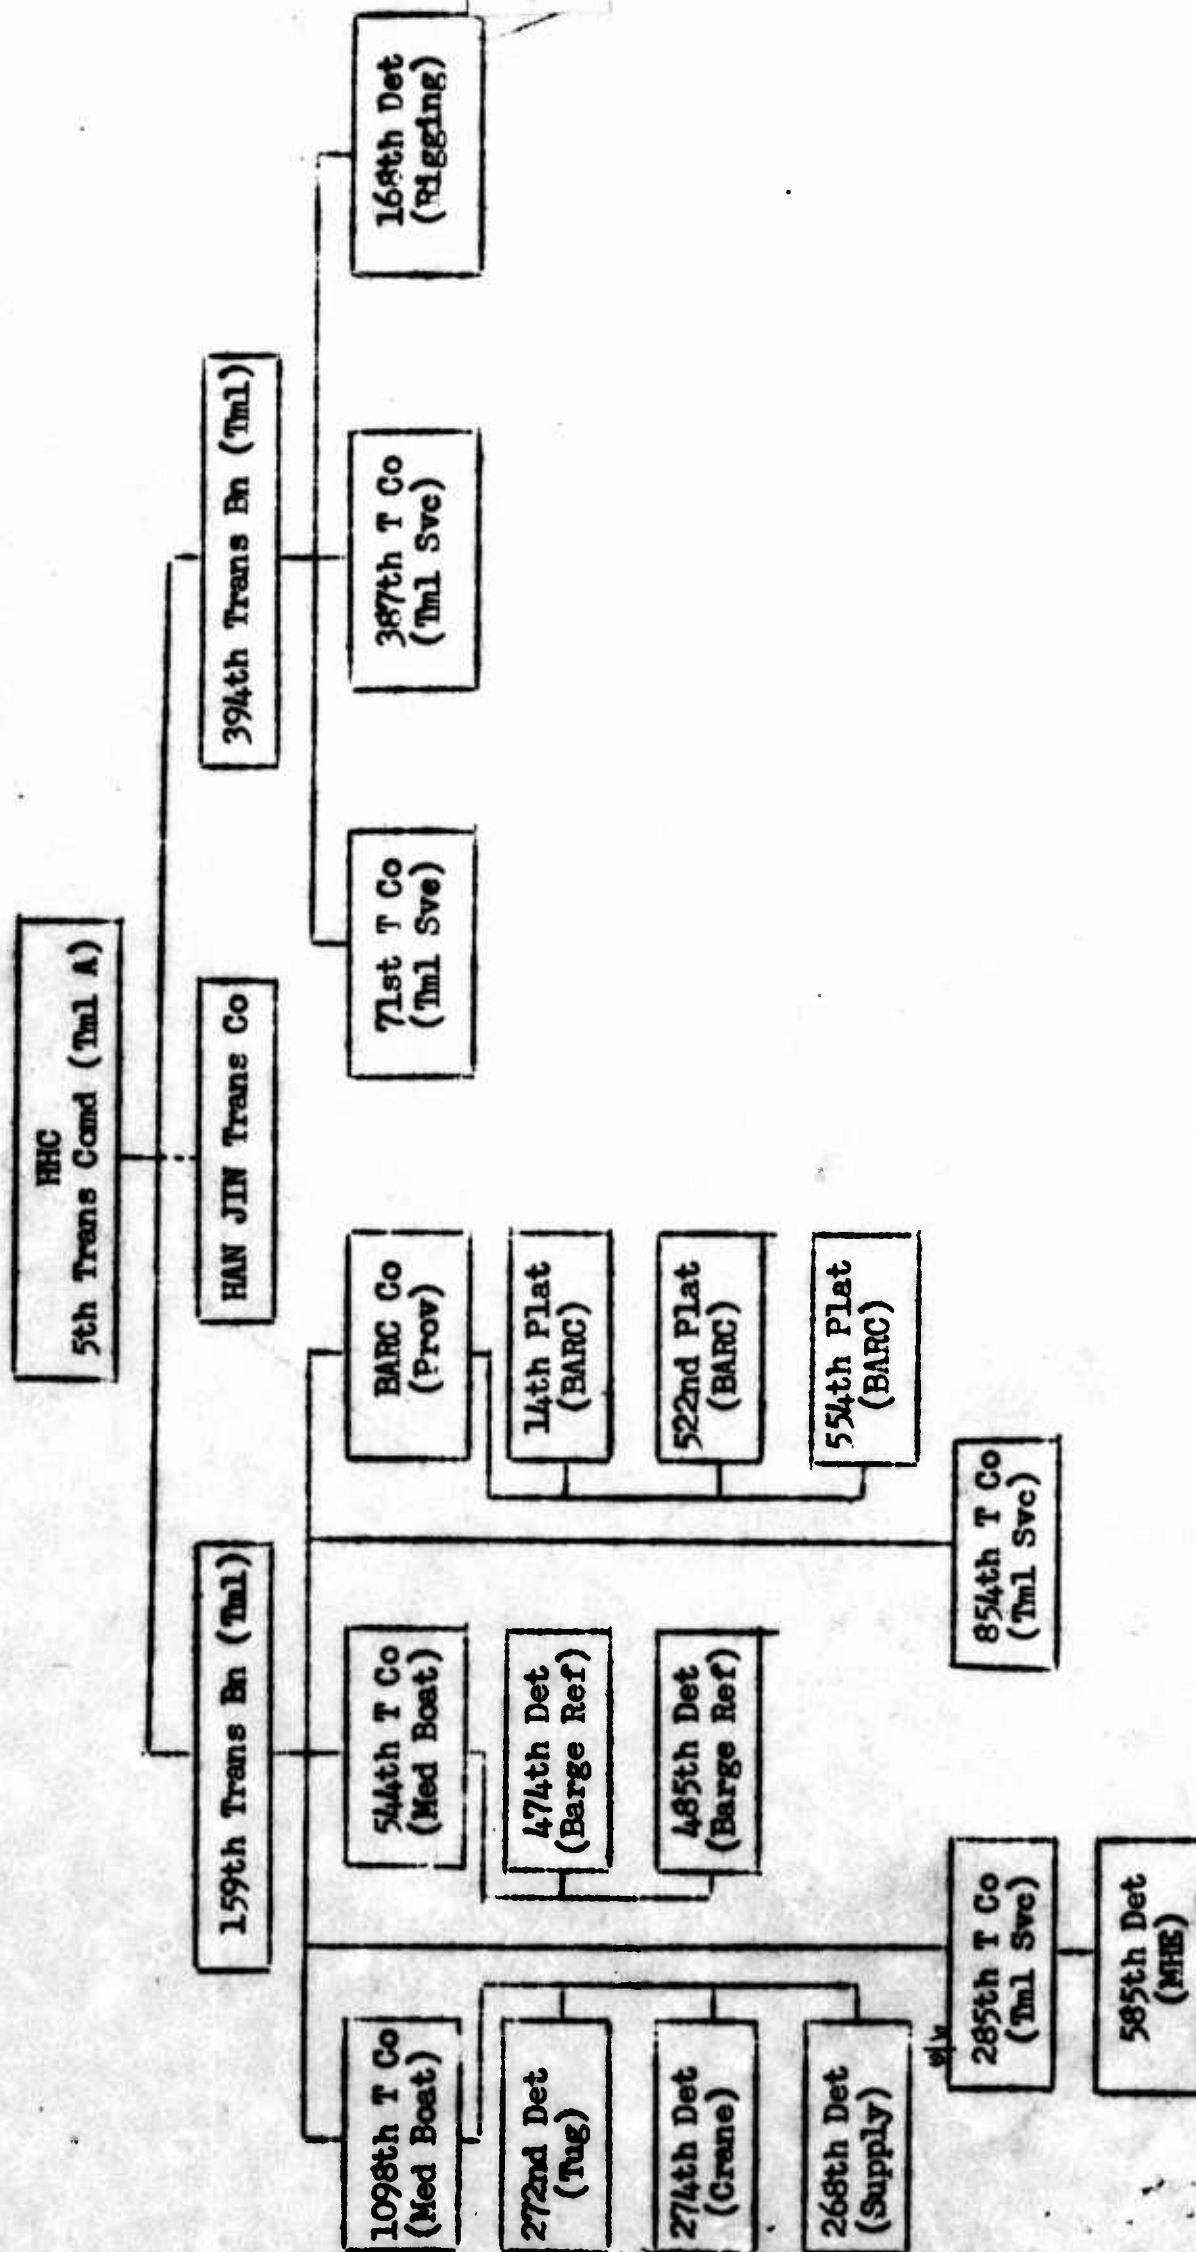 HHC
5th Trans Comd (Tml A)
159th Trans Bn (Tml)
HAN JIN Trans Co
394th Trans Bn (Tml)
1098th T Co
(Med Boat)
544th T Co
(Med Boat)
BARC Co
(Prov)
71st T Co
(Tml Sve)
387th T Co
(Tml Svc)
168th Det
(Rigging)
272nd Det
(Tug)
474th Det
(Barge Ref)
14th Plat
(BARC)
274th Det
(Crane)
485th Det
(Barge Ref)
522nd Plat
(BARC)
268th Det
(Supply)
554th Plat
(BARC)
285th T Co
(Tml Svc)
854th T Co
(Tml Svc)
585th Det
(MHE)